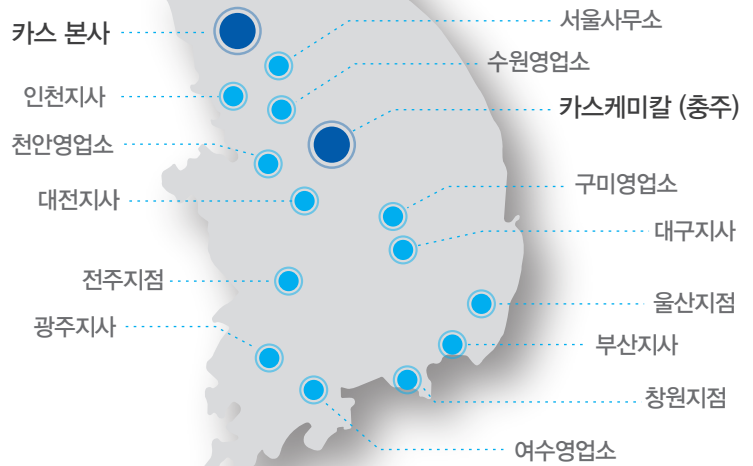 카스 본사
서울사무소
수원영업소
인천지사
카스케미칼 (충주)
천안영업소
대전지사
구미영업소
대구지사
전주지점
울산지점
광주지사
부산지사
창원지점
여수영업소